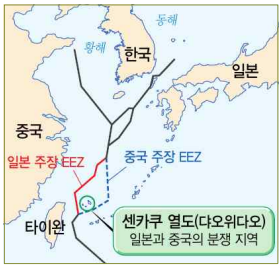 동해
황해
한국
일본
중국
일본 주장 EEZ
중국 주장 EEZ
타이완
센카쿠 열도(댜오위다오)
일본과 중국의 분쟁 지역